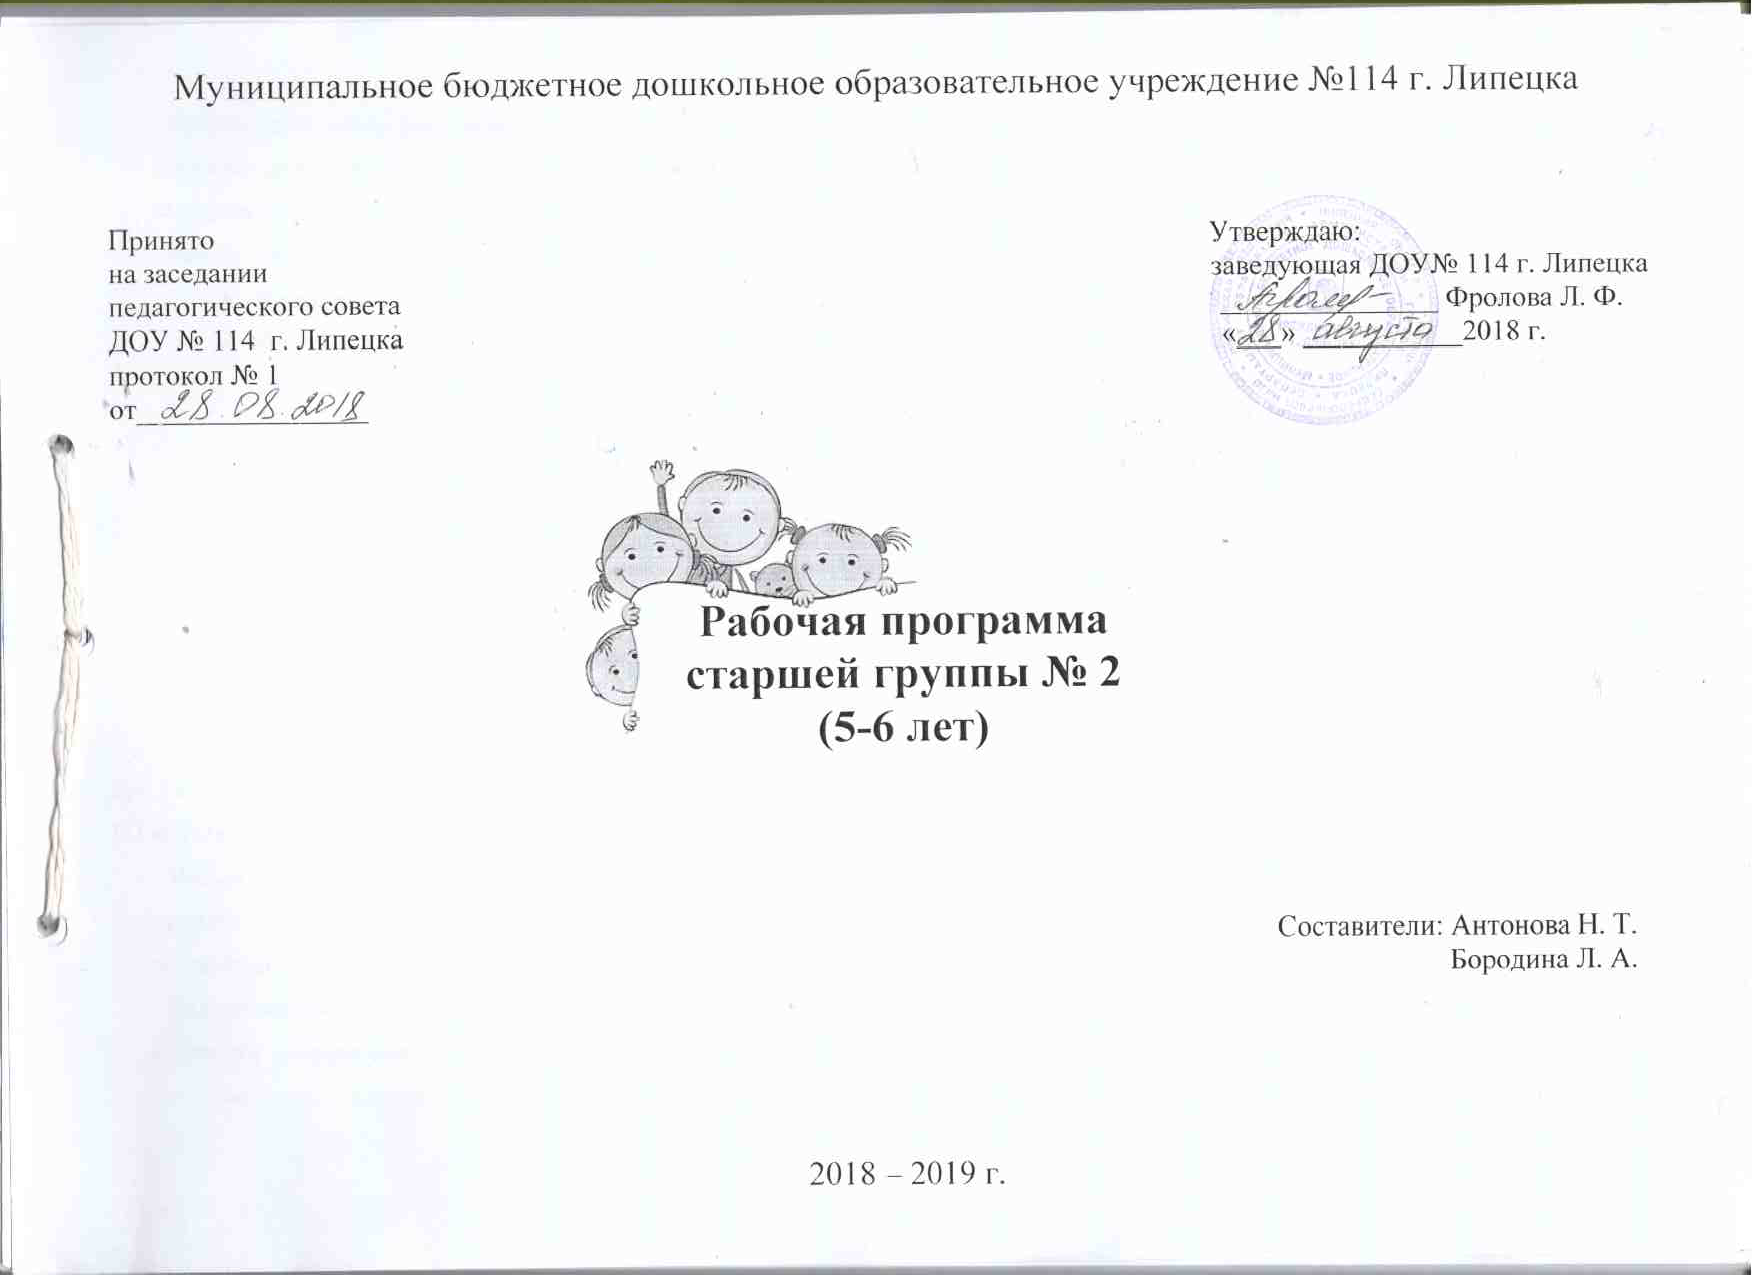 Муниципальное бюджетное дошкольное образовательное учреждение №114 г. Липецка
Принято
на заседании
педагогического совета
ДОУ № 114 г. Липецка
протокол № 1
от 28.08.2018
Утверждаю:
заведующая ДОУ№ 114 г. Липецка
Фролова Л. Ф.
«28» августа 2018 г.
Рабочая программа
старшей группы № 2
(5-6 лет)
Составители: Антонова Н. Т.
Бородина Л. А.
2018 – 2019 г.